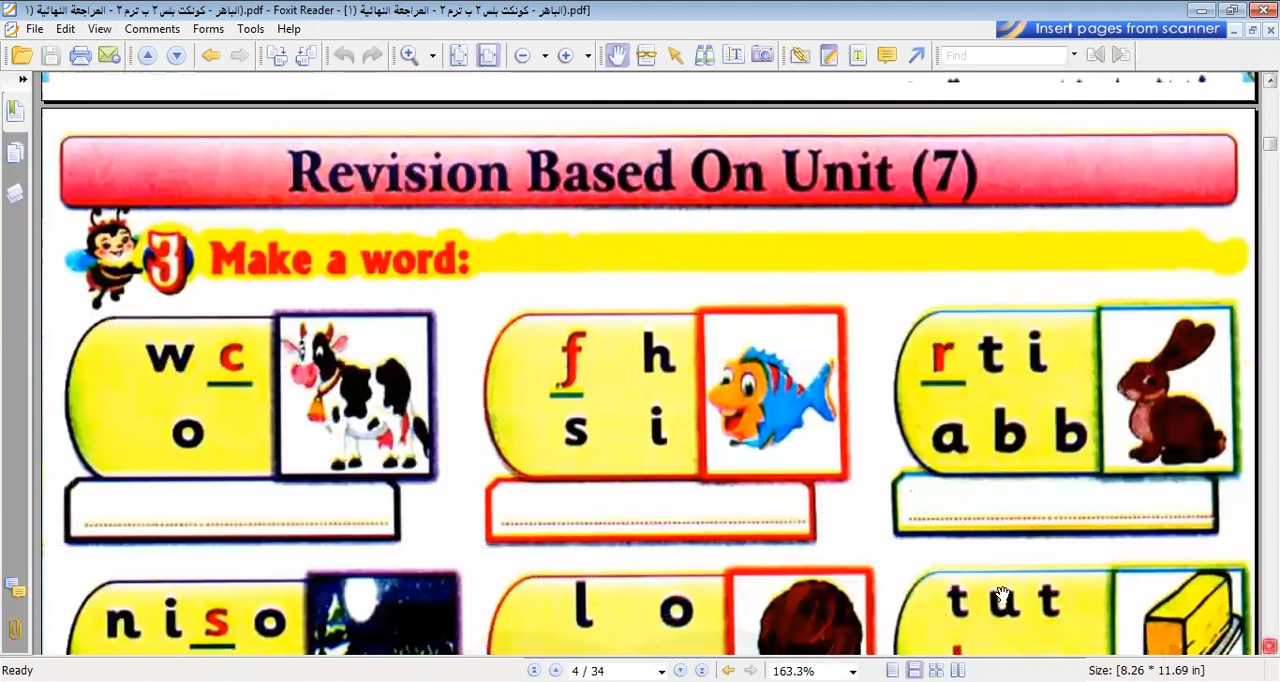 الباهر - كونكت بلس ٢ ب ترم ٢ - المراجعة النهائية (١).pdf - Foxit Reader - [الباهر - كونكت بلس ٢ ب ترم ٢ - المراجعة النهائية (١).pdf]
File Edit View Comments Forms Tools Help
Insert pages from scanner
Find
Revision Based On Unit (7)
3 Make a word:
w c
o
f h
s i
r t i
a b b
n i s o
l o
t u t
Ready
4 / 34
163.3%
Size: [8.26 * 11.69 in]